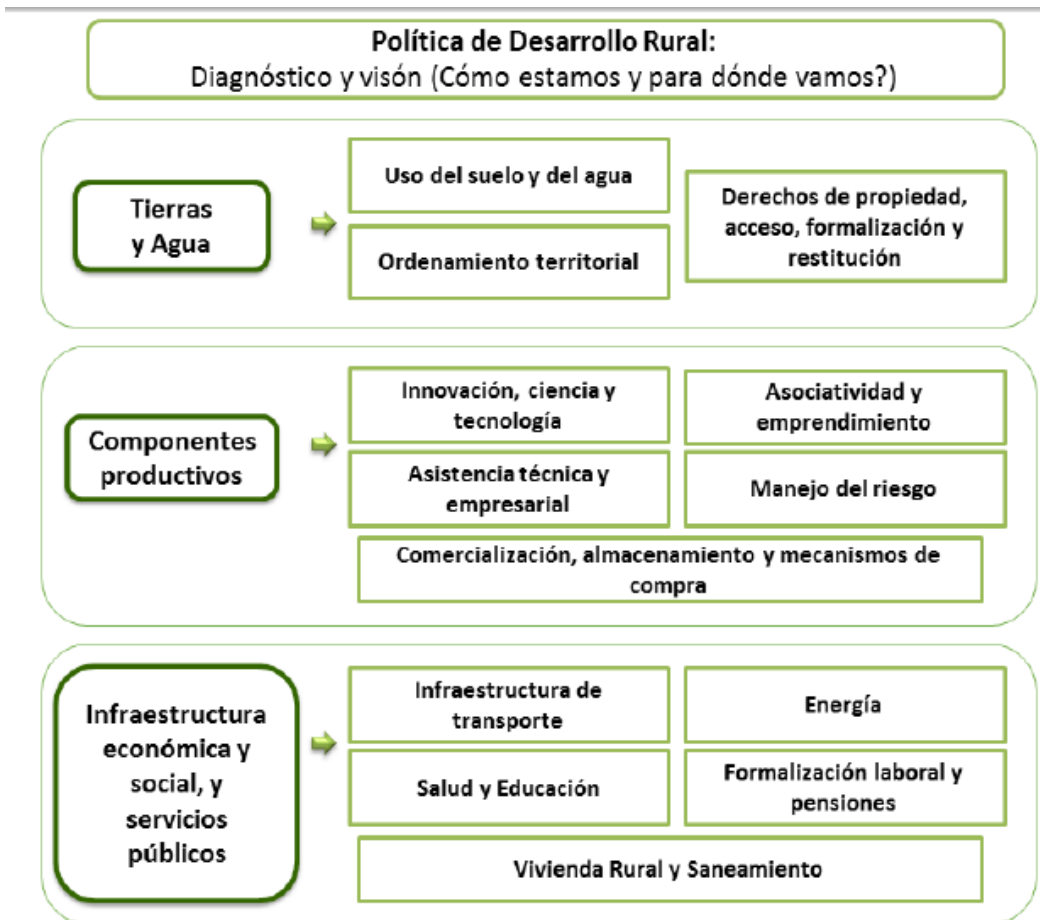 Política de Desarrollo Rural:
Diagnóstico y visón (Cómo estamos y para dónde vamos?)
Tierras
y Agua
Uso del suelo y del agua
Ordenamiento territorial
Derechos de propiedad,
acceso, formalización y
restitución
Componentes
productivos
Innovación, ciencia y
tecnología
Asociatividad y
emprendimiento
Asistencia técnica y
empresarial
Manejo del riesgo
Comercialización, almacenamiento y mecanismos de
compra
Infraestructura
económica y
social, y
servicios
públicos
Infraestructura de
transporte
Energía
Salud y Educación
Formalización laboral y
pensiones
Vivienda Rural y Saneamiento